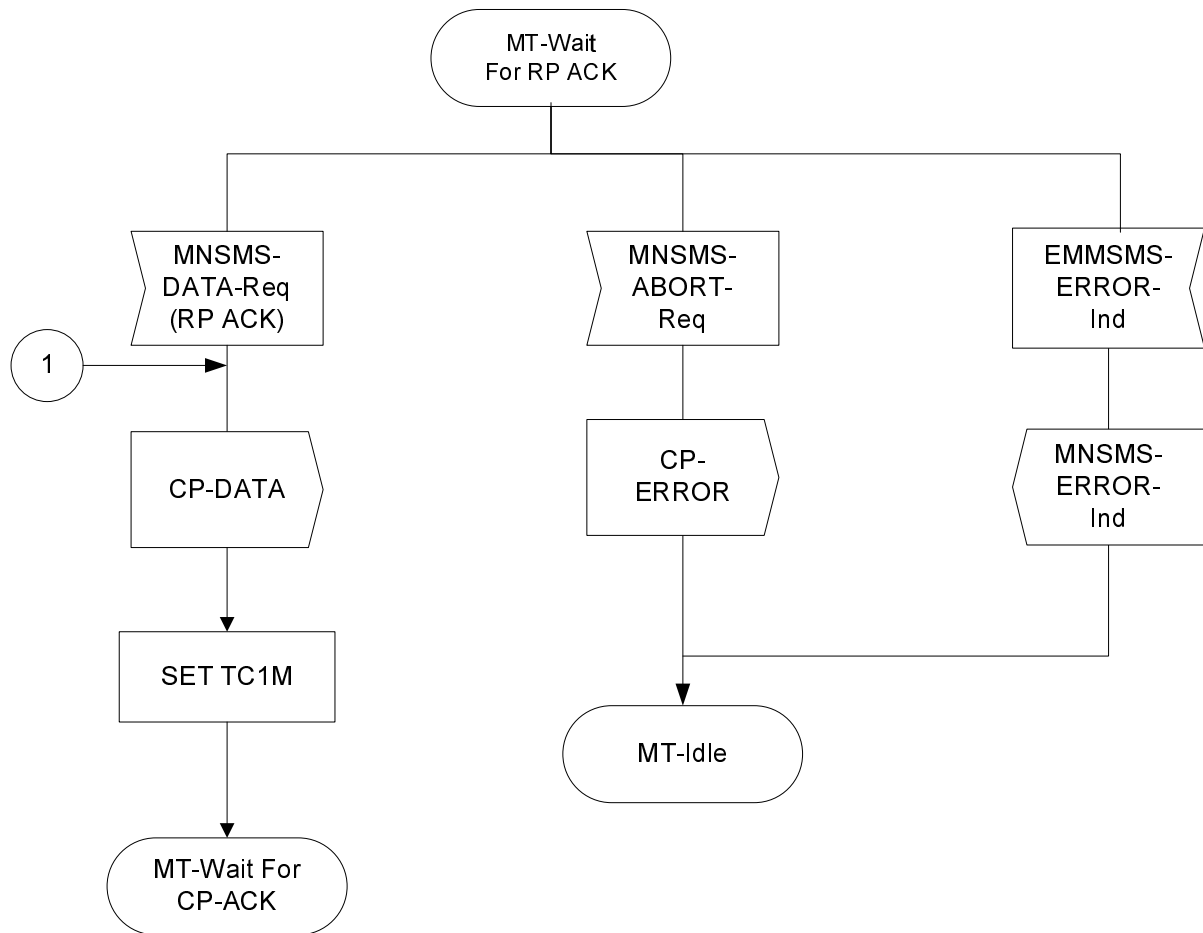 MT-Wait
For RP ACK
MNSMS-
DATA-Req
(RP ACK)
MNSMS-
ABORT-
Req
EMMSMS-
ERROR-
Ind
1
CP-DATA
CP-
ERROR
MNSMS-
ERROR-
Ind
SET TC1M
MT-Idle
MT-Wait For
CP-ACK